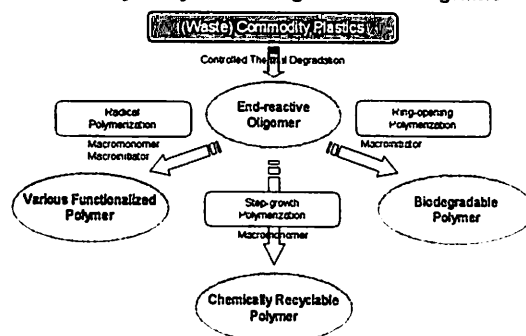 (Waste) Commodity Plastics
Controlled Thermal Degradation
End-reactive
Oligomer
Radical
Polymerization
Macromonomer
Macroinitiator
Ring-opening
Polymerization
Macroinitiator
Various Functionalized
Polymer
Step-growth
Polymerization
Macromonomer
Biodegradable
Polymer
Chemically Recyclable
Polymer